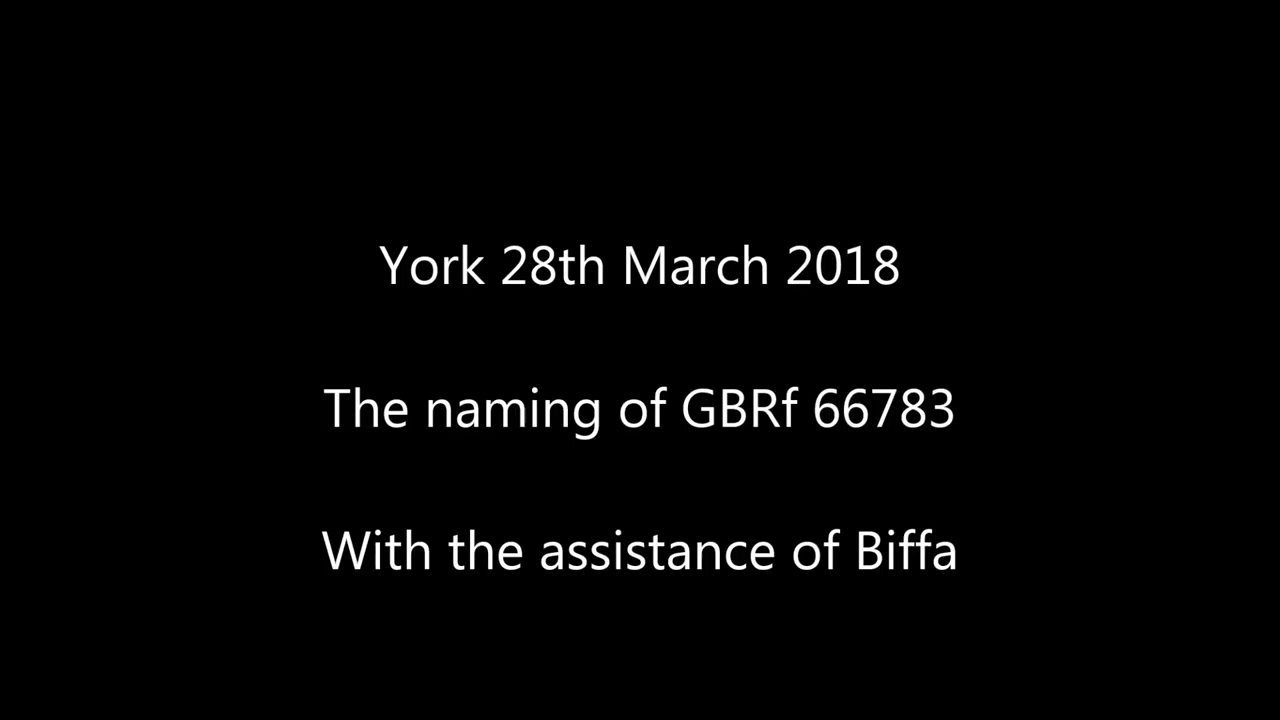 York 28th March 2018
The naming of GBRf 66783
With the assistance of Biffa